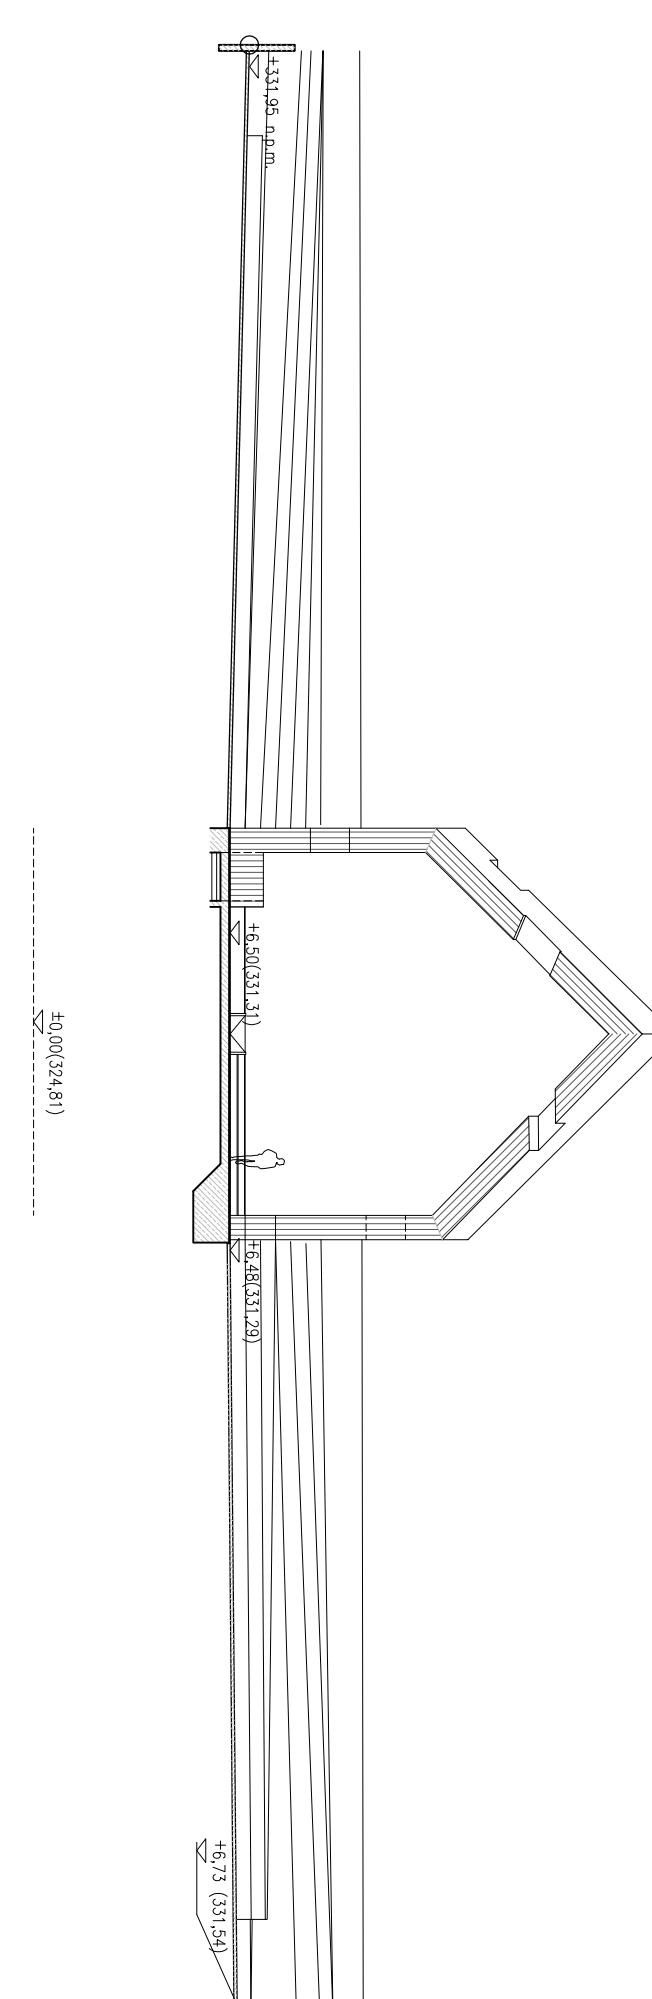 +331,95 n.p.m.
+6,50(331,31)
±0,00(324,81)
+6,48(331,29)
+6,73 (331,54)